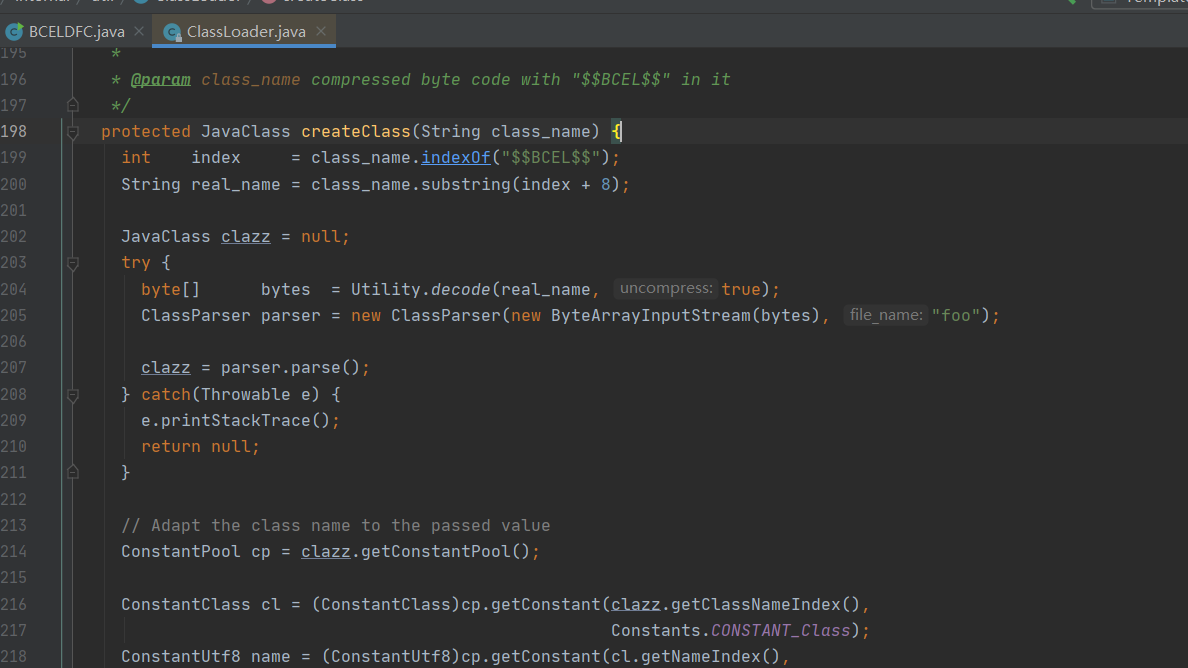 BCELDFC.java × ClassLoader.java ×
195 *
196 * @param class_name compressed byte code with "$$BCEL$$" in it
197 */
198 protected JavaClass createClass(String class_name) {
199 int index = class_name.indexOf("$$BCEL$$");
200 String real_name = class_name.substring(index + 8);
201
202 JavaClass clazz = null;
203 try {
204 byte[] bytes = Utility.decode(real_name, uncompress: true);
205 ClassParser parser = new ClassParser(new ByteArrayInputStream(bytes), file_name: "foo");
206
207 clazz = parser.parse();
208 } catch(Throwable e) {
209 e.printStackTrace();
210 return null;
211 }
212
213 // Adapt the class name to the passed value
214 ConstantPool cp = clazz.getConstantPool();
215
216 ConstantClass cl = (ConstantClass)cp.getConstant(clazz.getClassNameIndex(),
217 Constants.CONSTANT_Class);
218 ConstantUtf8 name = (ConstantUtf8)cp.getConstant(cl.getNameIndex(),